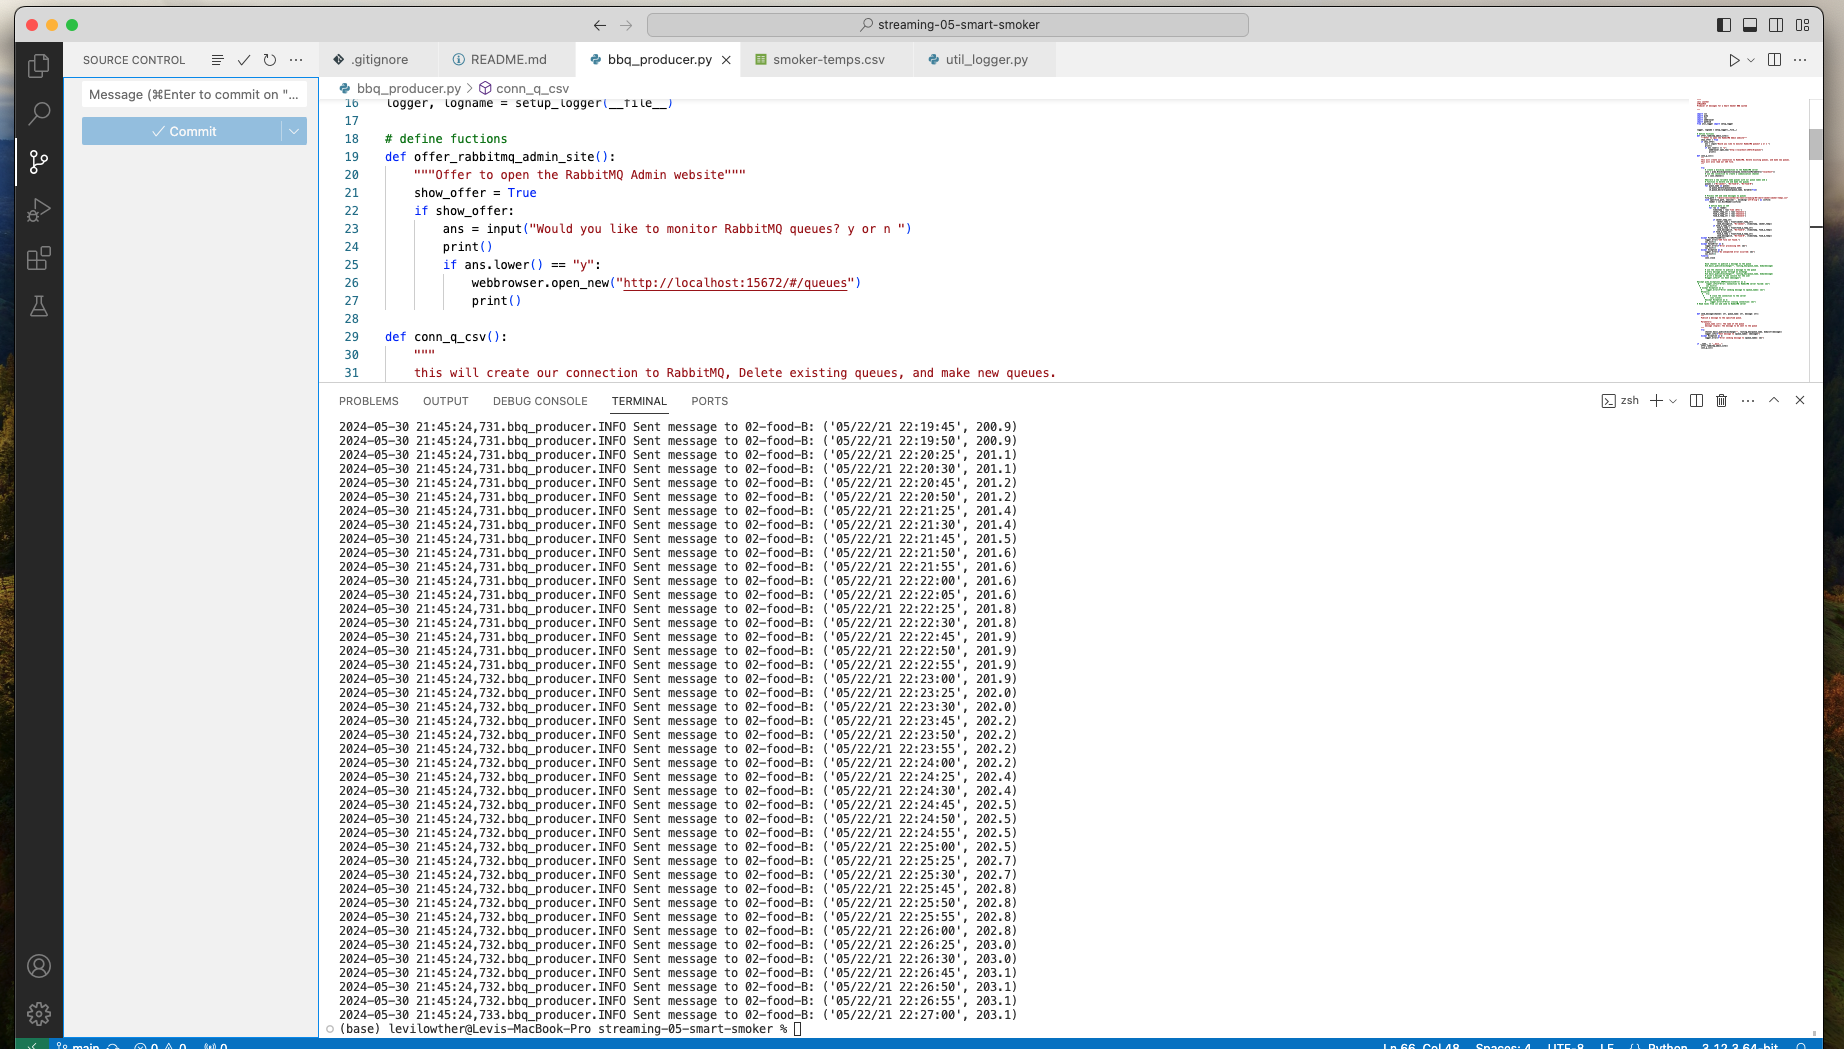 streaming-05-smart-smoker
SOURCE CONTROL
.gitignore
README.md
bbq_producer.py
smoker-temps.csv
util_logger.py
Message (⌘Enter to commit on "...
Commit
bbq_producer.py > conn_q_csv
16 logger, logname = setup_logger(__file__)
17
18 # define fuctions
19 def offer_rabbitmq_admin_site():
20 """Offer to open the RabbitMQ Admin website"""
21 show_offer = True
22 if show_offer:
23 ans = input("Would you like to monitor RabbitMQ queues? y or n ")
24 print()
25 if ans.lower() == "y":
26 webbrowser.open_new("http://localhost:15672/#/queues")
27 print()
28
29 def conn_q_csv():
30 """
31 this will create our connection to RabbitMQ, Delete existing queues, and make new queues.
PROBLEMS OUTPUT DEBUG CONSOLE TERMINAL PORTS
zsh
2024-05-30 21:45:24,731.bbq_producer.INFO Sent message to 02-food-B: ('05/22/21 22:19:45', 200.9)
2024-05-30 21:45:24,731.bbq_producer.INFO Sent message to 02-food-B: ('05/22/21 22:19:50', 200.9)
2024-05-30 21:45:24,731.bbq_producer.INFO Sent message to 02-food-B: ('05/22/21 22:20:25', 201.1)
2024-05-30 21:45:24,731.bbq_producer.INFO Sent message to 02-food-B: ('05/22/21 22:20:30', 201.1)
2024-05-30 21:45:24,731.bbq_producer.INFO Sent message to 02-food-B: ('05/22/21 22:20:45', 201.2)
2024-05-30 21:45:24,731.bbq_producer.INFO Sent message to 02-food-B: ('05/22/21 22:20:50', 201.2)
2024-05-30 21:45:24,731.bbq_producer.INFO Sent message to 02-food-B: ('05/22/21 22:21:25', 201.4)
2024-05-30 21:45:24,731.bbq_producer.INFO Sent message to 02-food-B: ('05/22/21 22:21:30', 201.4)
2024-05-30 21:45:24,731.bbq_producer.INFO Sent message to 02-food-B: ('05/22/21 22:21:45', 201.5)
2024-05-30 21:45:24,731.bbq_producer.INFO Sent message to 02-food-B: ('05/22/21 22:21:50', 201.6)
2024-05-30 21:45:24,731.bbq_producer.INFO Sent message to 02-food-B: ('05/22/21 22:21:55', 201.6)
2024-05-30 21:45:24,731.bbq_producer.INFO Sent message to 02-food-B: ('05/22/21 22:22:00', 201.6)
2024-05-30 21:45:24,731.bbq_producer.INFO Sent message to 02-food-B: ('05/22/21 22:22:05', 201.6)
2024-05-30 21:45:24,731.bbq_producer.INFO Sent message to 02-food-B: ('05/22/21 22:22:25', 201.8)
2024-05-30 21:45:24,731.bbq_producer.INFO Sent message to 02-food-B: ('05/22/21 22:22:30', 201.8)
2024-05-30 21:45:24,731.bbq_producer.INFO Sent message to 02-food-B: ('05/22/21 22:22:45', 201.9)
2024-05-30 21:45:24,731.bbq_producer.INFO Sent message to 02-food-B: ('05/22/21 22:22:50', 201.9)
2024-05-30 21:45:24,731.bbq_producer.INFO Sent message to 02-food-B: ('05/22/21 22:22:55', 201.9)
2024-05-30 21:45:24,732.bbq_producer.INFO Sent message to 02-food-B: ('05/22/21 22:23:00', 201.9)
2024-05-30 21:45:24,732.bbq_producer.INFO Sent message to 02-food-B: ('05/22/21 22:23:25', 202.0)
2024-05-30 21:45:24,732.bbq_producer.INFO Sent message to 02-food-B: ('05/22/21 22:23:30', 202.0)
2024-05-30 21:45:24,732.bbq_producer.INFO Sent message to 02-food-B: ('05/22/21 22:23:45', 202.2)
2024-05-30 21:45:24,732.bbq_producer.INFO Sent message to 02-food-B: ('05/22/21 22:23:50', 202.2)
2024-05-30 21:45:24,732.bbq_producer.INFO Sent message to 02-food-B: ('05/22/21 22:23:55', 202.2)
2024-05-30 21:45:24,732.bbq_producer.INFO Sent message to 02-food-B: ('05/22/21 22:24:00', 202.2)
2024-05-30 21:45:24,732.bbq_producer.INFO Sent message to 02-food-B: ('05/22/21 22:24:25', 202.4)
2024-05-30 21:45:24,732.bbq_producer.INFO Sent message to 02-food-B: ('05/22/21 22:24:30', 202.4)
2024-05-30 21:45:24,732.bbq_producer.INFO Sent message to 02-food-B: ('05/22/21 22:24:45', 202.5)
2024-05-30 21:45:24,732.bbq_producer.INFO Sent message to 02-food-B: ('05/22/21 22:24:50', 202.5)
2024-05-30 21:45:24,732.bbq_producer.INFO Sent message to 02-food-B: ('05/22/21 22:24:55', 202.5)
2024-05-30 21:45:24,732.bbq_producer.INFO Sent message to 02-food-B: ('05/22/21 22:25:00', 202.5)
2024-05-30 21:45:24,732.bbq_producer.INFO Sent message to 02-food-B: ('05/22/21 22:25:25', 202.7)
2024-05-30 21:45:24,732.bbq_producer.INFO Sent message to 02-food-B: ('05/22/21 22:25:30', 202.7)
2024-05-30 21:45:24,732.bbq_producer.INFO Sent message to 02-food-B: ('05/22/21 22:25:45', 202.8)
2024-05-30 21:45:24,732.bbq_producer.INFO Sent message to 02-food-B: ('05/22/21 22:25:50', 202.8)
2024-05-30 21:45:24,732.bbq_producer.INFO Sent message to 02-food-B: ('05/22/21 22:25:55', 202.8)
2024-05-30 21:45:24,732.bbq_producer.INFO Sent message to 02-food-B: ('05/22/21 22:26:00', 202.8)
2024-05-30 21:45:24,732.bbq_producer.INFO Sent message to 02-food-B: ('05/22/21 22:26:25', 203.0)
2024-05-30 21:45:24,732.bbq_producer.INFO Sent message to 02-food-B: ('05/22/21 22:26:30', 203.0)
2024-05-30 21:45:24,732.bbq_producer.INFO Sent message to 02-food-B: ('05/22/21 22:26:45', 203.1)
2024-05-30 21:45:24,732.bbq_producer.INFO Sent message to 02-food-B: ('05/22/21 22:26:50', 203.1)
2024-05-30 21:45:24,732.bbq_producer.INFO Sent message to 02-food-B: ('05/22/21 22:26:55', 203.1)
2024-05-30 21:45:24,733.bbq_producer.INFO Sent message to 02-food-B: ('05/22/21 22:27:00', 203.1)
(base) levilowther@Levis-MacBook-Pro streaming-05-smart-smoker %
main 0 0 0 Ln 66, Col 48 Spaces: 4 UTF-8 LF {} Python 3.12.3 64-bit